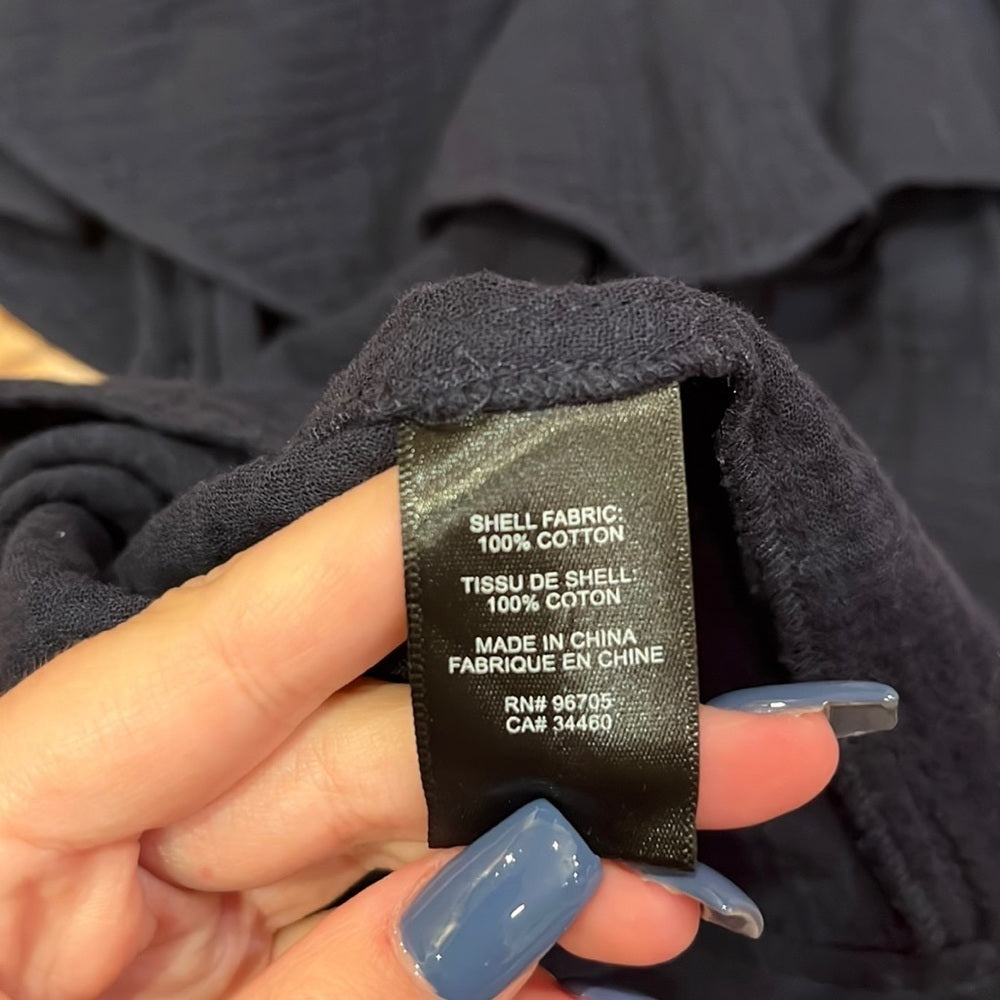 SHELL FABRIC:
100% COTTON
TISSU DE SHELL:
100% COTON
MADE IN CHINA
FABRIQUE EN CHINE
RN# 96705
CA# 34460